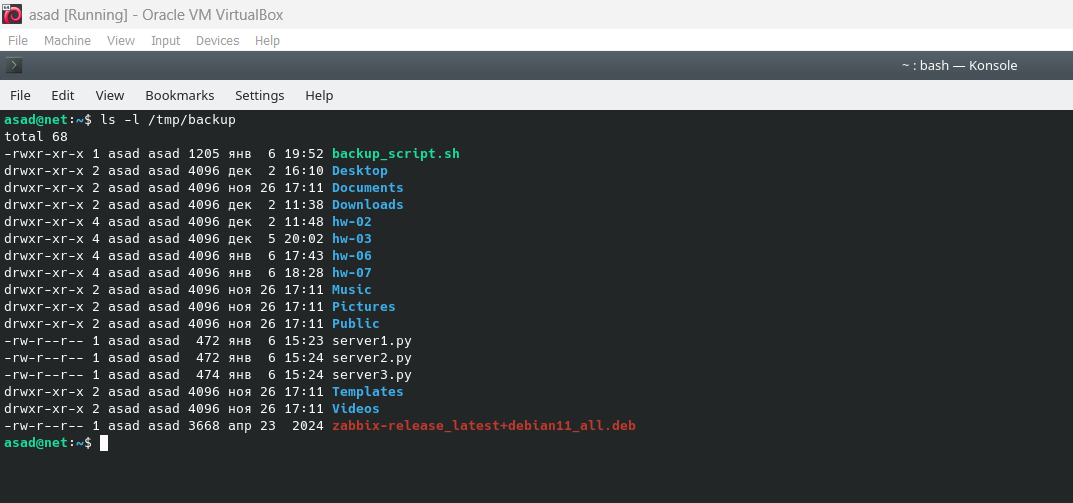 asad [Running] - Oracle VM VirtualBox
File Machine View Input Devices Help
~ : bash — Konsole
File Edit View Bookmarks Settings Help
asad@net:~$ ls -l /tmp/backup
total 68
-rwxr-xr-x 1 asad asad 1205 янв  6 19:52 backup_script.sh
drwxr-xr-x 2 asad asad 4096 дек  2 16:10 Desktop
drwxr-xr-x 2 asad asad 4096 ноя 26 17:11 Documents
drwxr-xr-x 2 asad asad 4096 дек  2 11:38 Downloads
drwxr-xr-x 4 asad asad 4096 дек  2 11:48 hw-02
drwxr-xr-x 4 asad asad 4096 дек  5 20:02 hw-03
drwxr-xr-x 4 asad asad 4096 янв  6 17:43 hw-06
drwxr-xr-x 4 asad asad 4096 янв  6 18:28 hw-07
drwxr-xr-x 2 asad asad 4096 ноя 26 17:11 Music
drwxr-xr-x 2 asad asad 4096 ноя 26 17:11 Pictures
drwxr-xr-x 2 asad asad 4096 ноя 26 17:11 Public
-rw-r--r-- 1 asad asad  472 янв  6 15:23 server1.py
-rw-r--r-- 1 asad asad  472 янв  6 15:24 server2.py
-rw-r--r-- 1 asad asad  474 янв  6 15:24 server3.py
drwxr-xr-x 2 asad asad 4096 ноя 26 17:11 Templates
drwxr-xr-x 2 asad asad 4096 ноя 26 17:11 Videos
-rw-r--r-- 1 asad asad 3668 апр 23  2024 zabbix-release_latest+debian11_all.deb
asad@net:~$